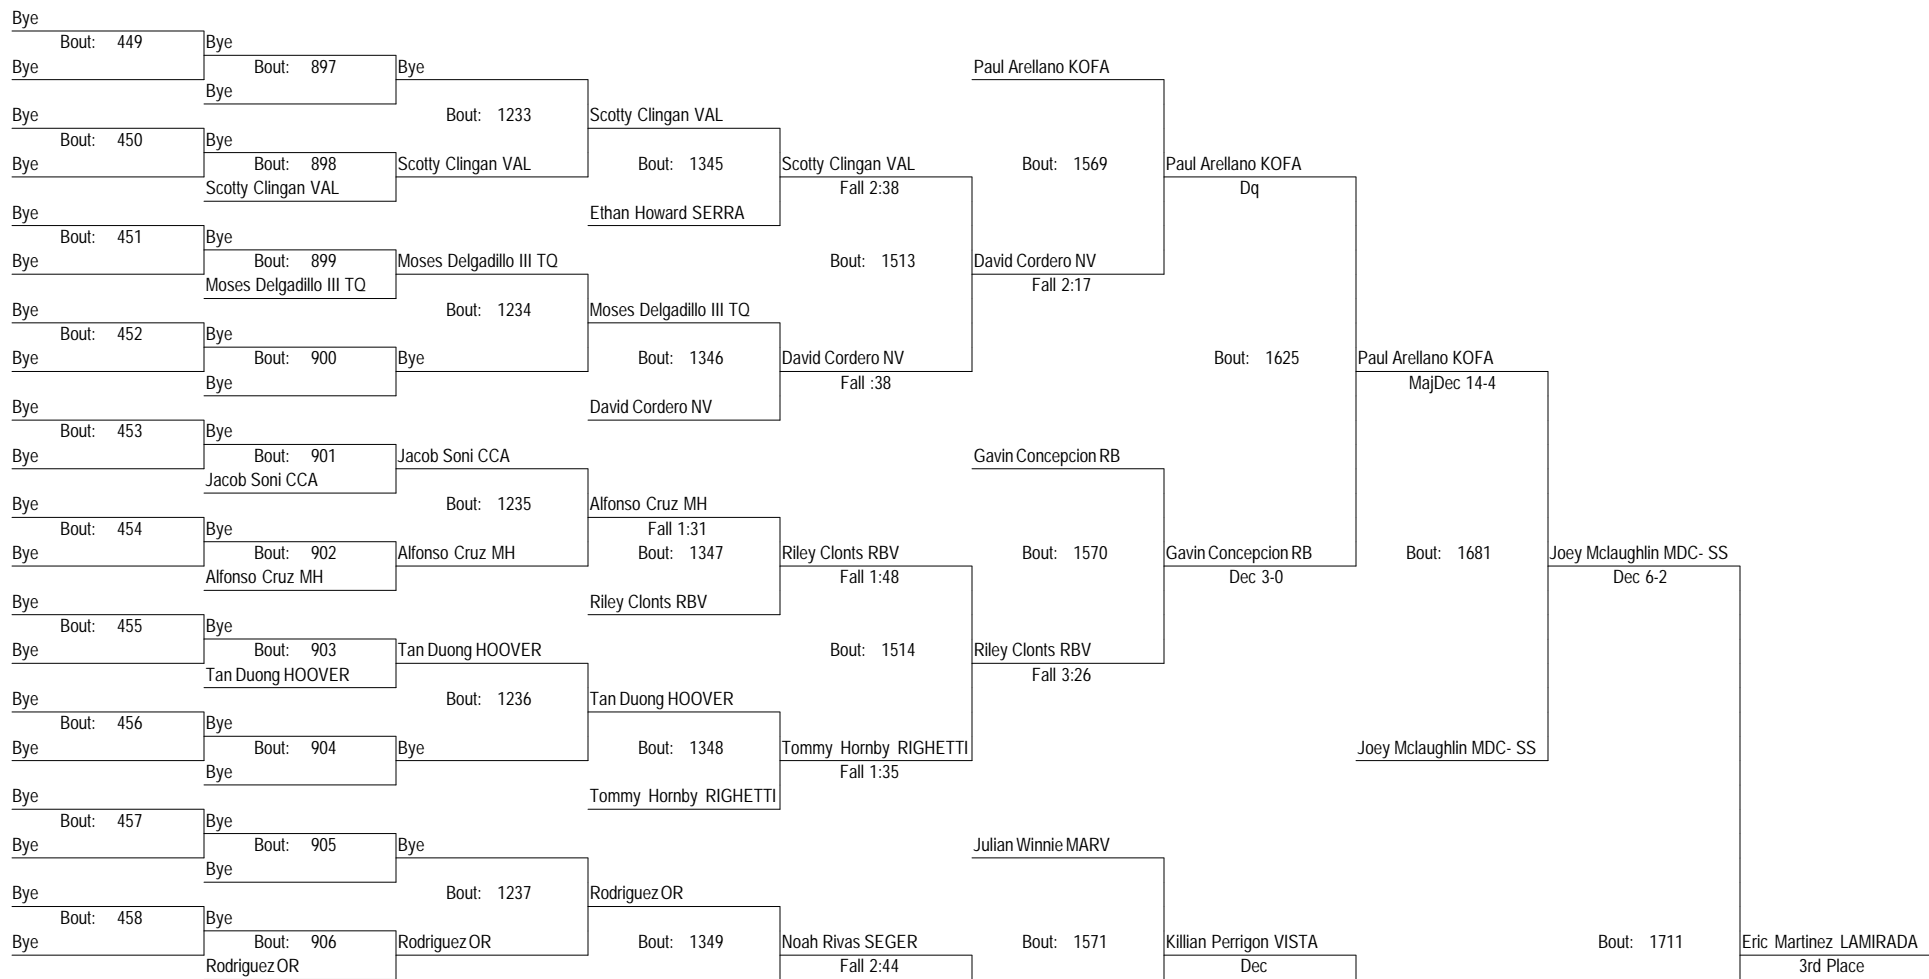 Bye
Bout: 449 Bye
Bye Bout: 897 Bye Paul Arellano KOFA
Bye
Bye Bout: 1233 Scotty Clingan VAL
Bout: 450 Bye
Bye Bout: 898 Scotty Clingan VAL Bout: 1345 Scotty Clingan VAL Bout: 1569 Paul Arellano KOFA
Scotty Clingan VAL Fall 2:38 Dq
Bye Ethan Howard SERRA
Bout: 451 Bye
Bye Bout: 899 Moses Delgadillo III TQ Bout: 1513 David Cordero NV
Moses Delgadillo III TQ Fall 2:17
Bye Bout: 1234 Moses Delgadillo III TQ
Bout: 452 Bye
Bye Bout: 900 Bye Bout: 1346 David Cordero NV Bout: 1625 Paul Arellano KOFA
Bye Fall :38 MajDec 14-4
Bye David Cordero NV
Bout: 453 Bye
Bye Bout: 901 Jacob Soni CCA Gavin Concepcion RB
Jacob Soni CCA
Bye Bout: 1235 Alfonso Cruz MH
Bout: 454 Bye Fall 1:31
Bye Bout: 902 Alfonso Cruz MH Bout: 1347 Riley Clonts RBV Bout: 1570 Gavin Concepcion RB Bout: 1681 Joey Mclaughlin MDC- SS
Alfonso Cruz MH Fall 1:48 Dec 3-0 Dec 6-2
Bye Riley Clonts RBV
Bout: 455 Bye
Bye Bout: 903 Tan Duong HOOVER Bout: 1514 Riley Clonts RBV
Tan Duong HOOVER Fall 3:26
Bye Bout: 1236 Tan Duong HOOVER
Bout: 456 Bye
Bye Bout: 904 Bye Bout: 1348 Tommy Hornby RIGHETTI Joey Mclaughlin MDC- SS
Bye Fall 1:35
Bye Tommy Hornby RIGHETTI
Bout: 457 Bye
Bye Bout: 905 Bye Julian Winnie MARV
Bye
Bye Bout: 1237 Rodriguez OR
Bout: 458 Bye
Bye Bout: 906 Rodriguez OR Bout: 1349 Noah Rivas SEGER Bout: 1571 Killian Perrigon VISTA Bout: 1711 Eric Martinez LAMIRADA
Rodriguez OR Fall 2:44 Dec 3rd Place